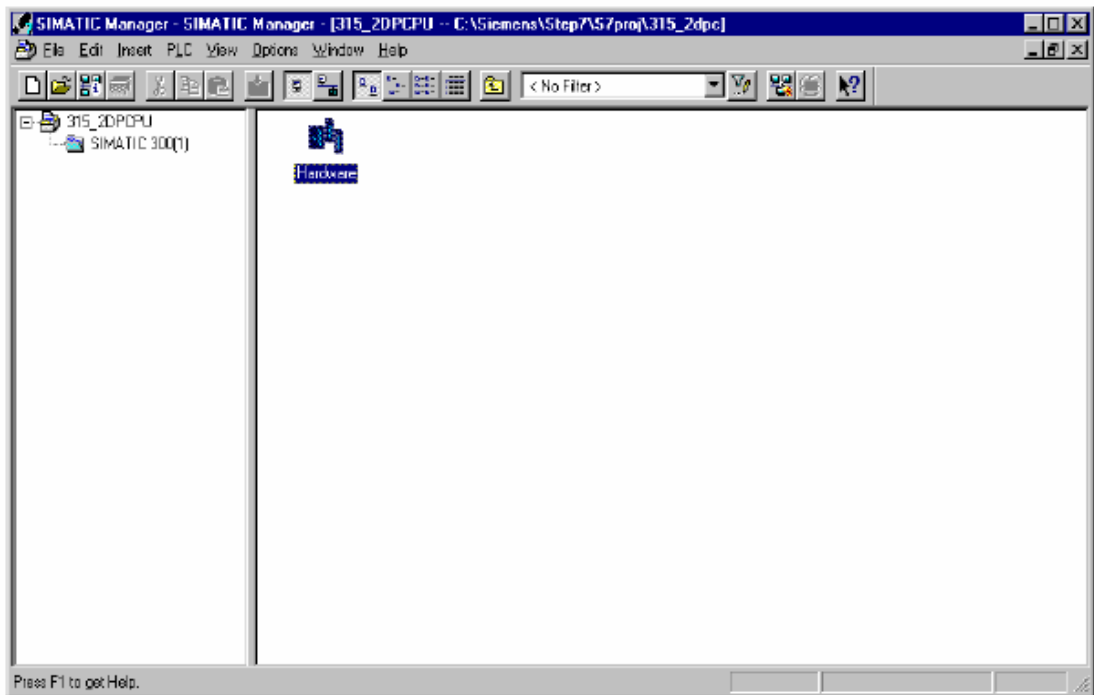 SIMATIC Manager - SIMATIC Manager - [315_2DPCPU -- C:\Siemens\Step7\S7proj\315_2dpc]
File Edit Insert PLC View Options Window Help
< No Filter >
315_2DPCPU
SIMATIC 300(1)
Hardware
Press F1 to get Help.